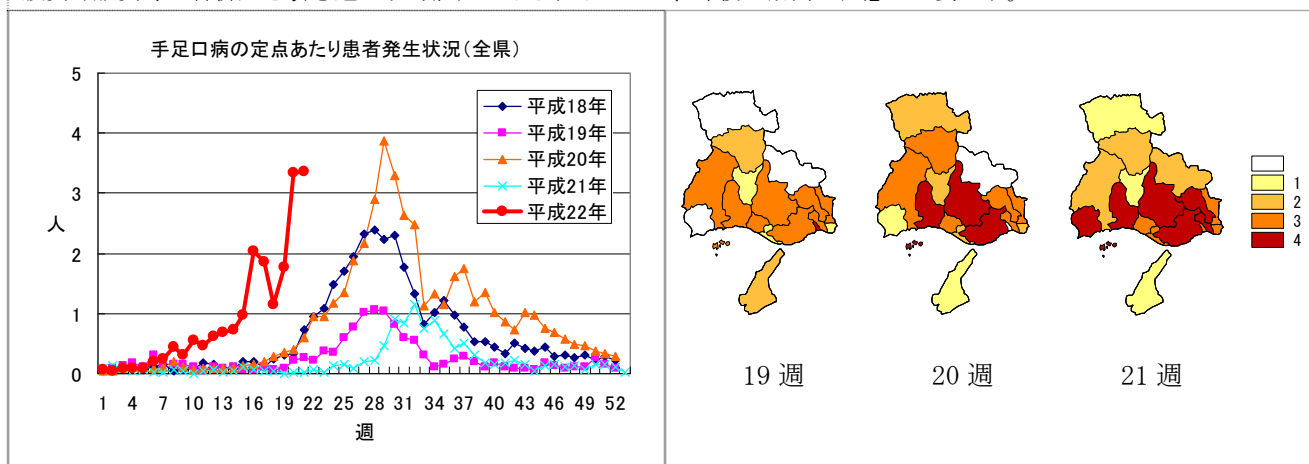 手足口病の定点あたり患者発生状況（全県）
5
4
3
2
1
0
人
平成18年
平成19年
平成20年
平成21年
平成22年
1 4 7 10 13 16 19 22 25 28 31 34 37 40 43 46 49 52
週
1
2
3
4
19 週
20 週
21 週